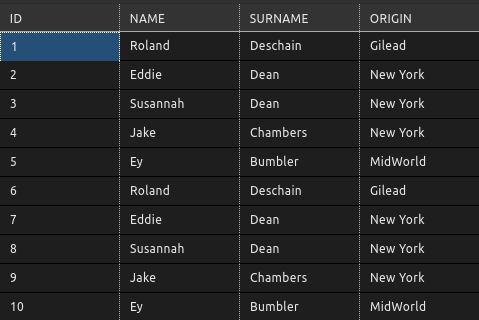 ID NAME SURNAME ORIGIN
1 Roland Deschain Gilead
2 Eddie Dean New York
3 Susannah Dean New York
4 Jake Chambers New York
5 Ey Bumbler MidWorld
6 Roland Deschain Gilead
7 Eddie Dean New York
8 Susannah Dean New York
9 Jake Chambers New York
10 Ey Bumbler MidWorld